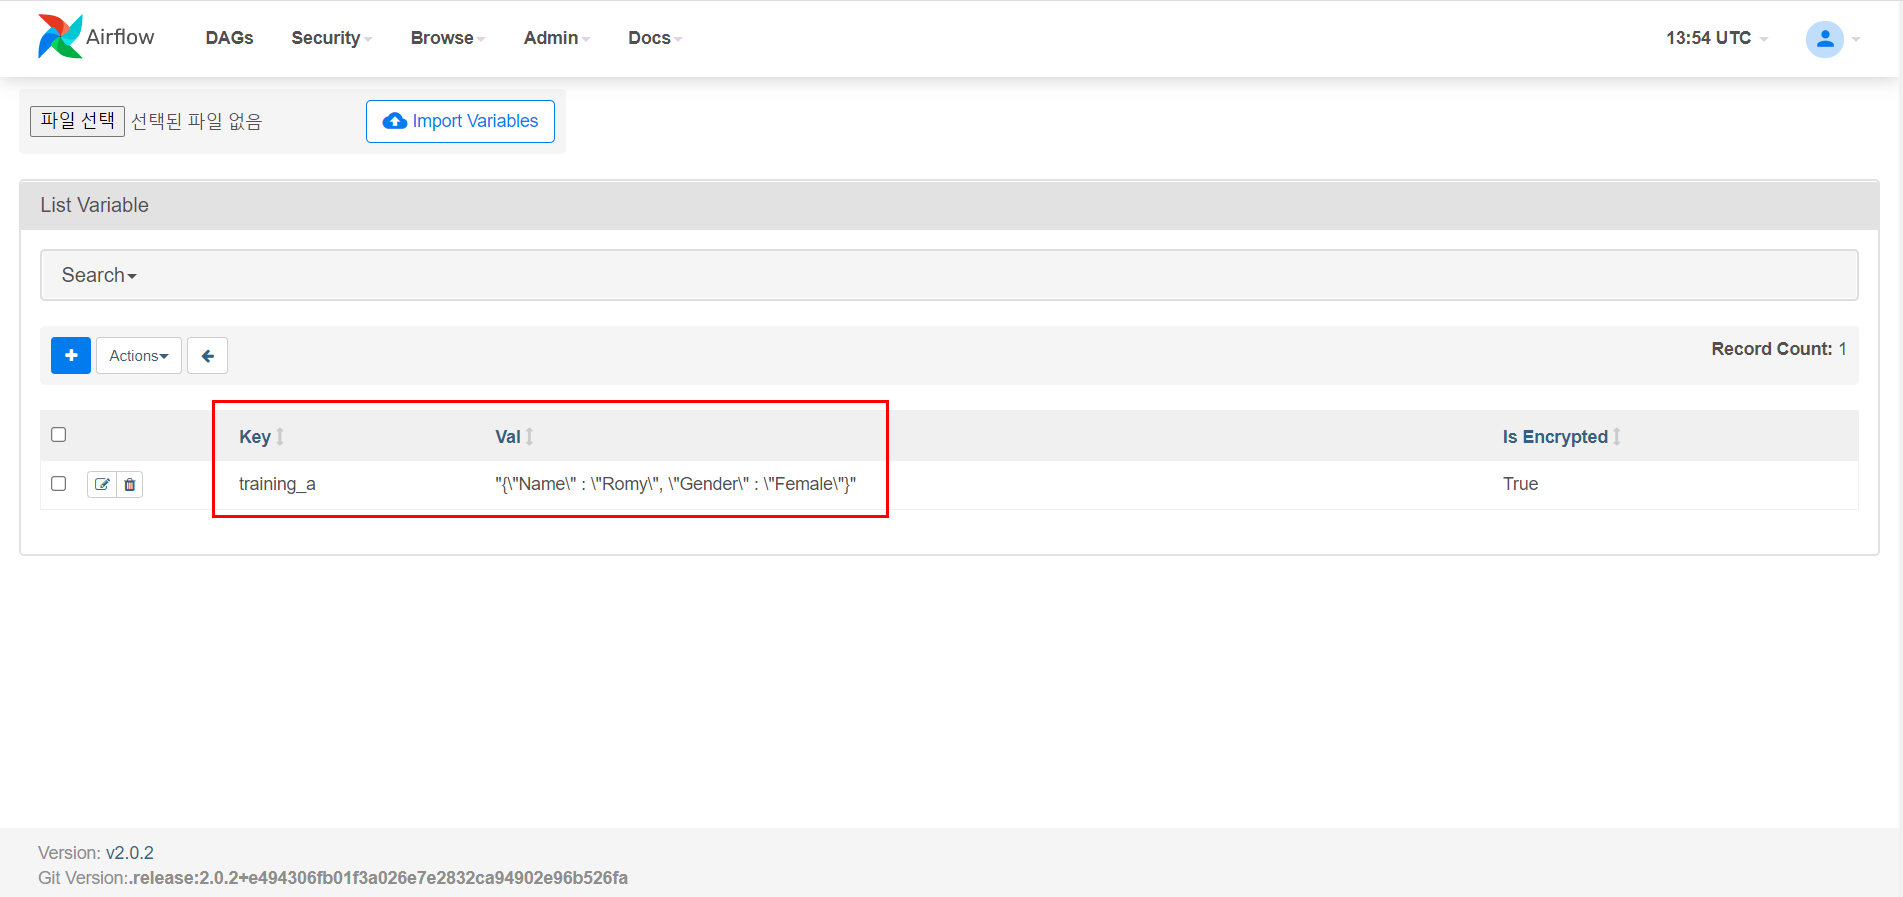 Airflow DAGs Security Browse Admin Docs 13:54 UTC
파일 선택 선택된 파일 없음 Import Variables
List Variable
Search
Actions Record Count: 1
Key Val Is Encrypted
training_a "{\"Name\" : \"Romy\", \"Gender\" : \"Female\"}" True
Version: v2.0.2
Git Version:.release:2.0.2+e494306fb01f3a026e7e2832ca94902e96b526fa